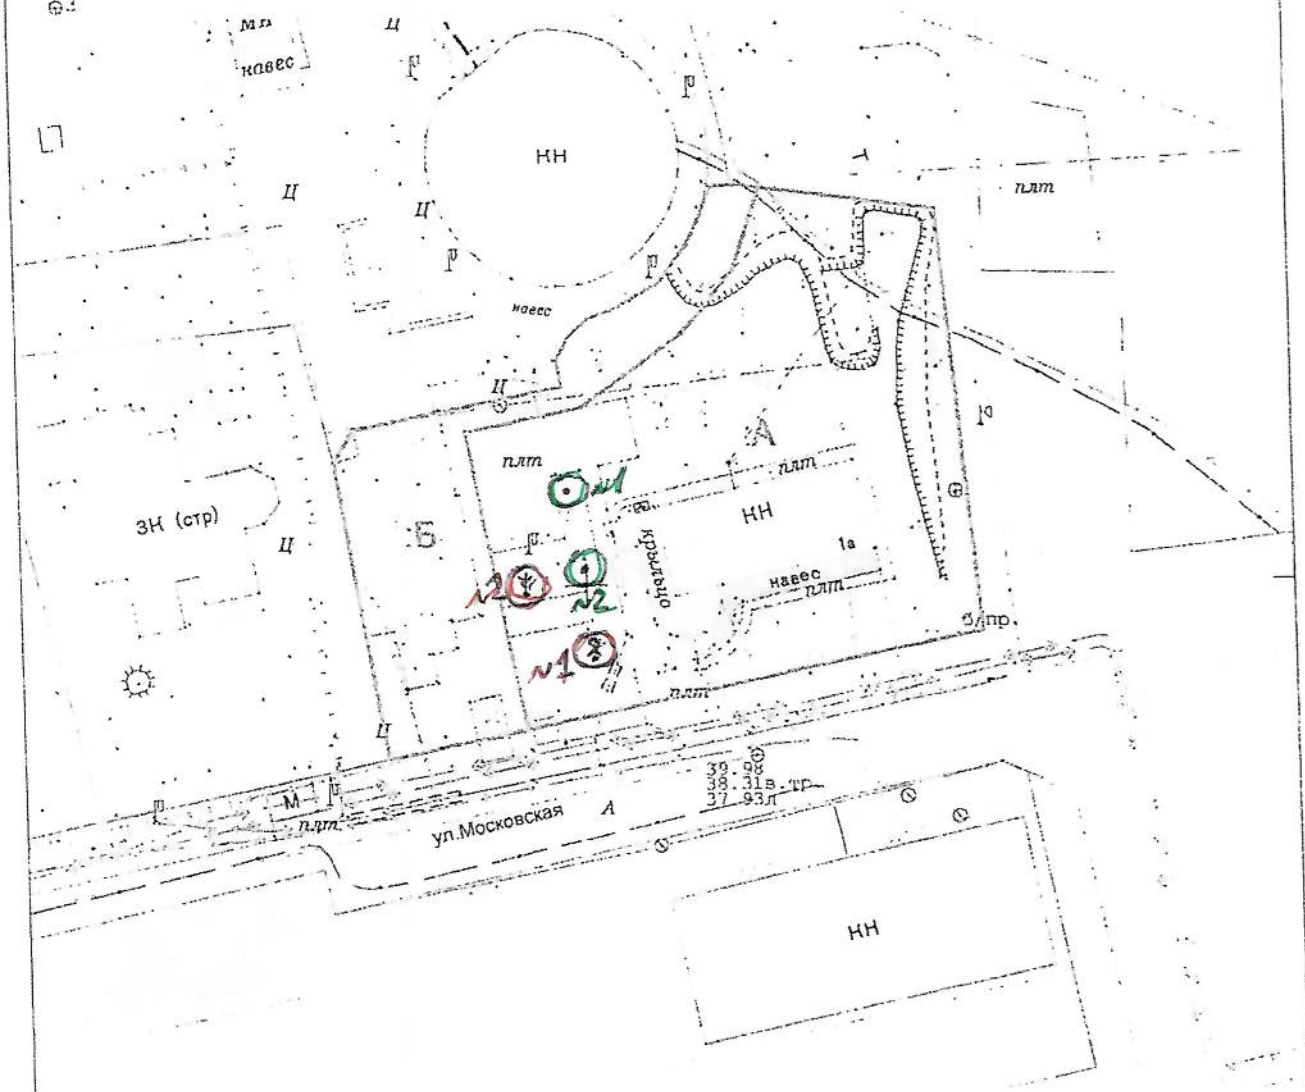 МН
навес
Ц
КН
Ц
Ц
плт
Р
Р
навес
Ц
А
плт
плт
№1
ЗН (стр)
Ц
Б
Г
крыльцо
КН
1а
навес
плт
№2
№2
№1
б/пр.
плт
Ц
М
плт
ул.Московская
А
39.98
38.31в.тр.
37.93л
КН